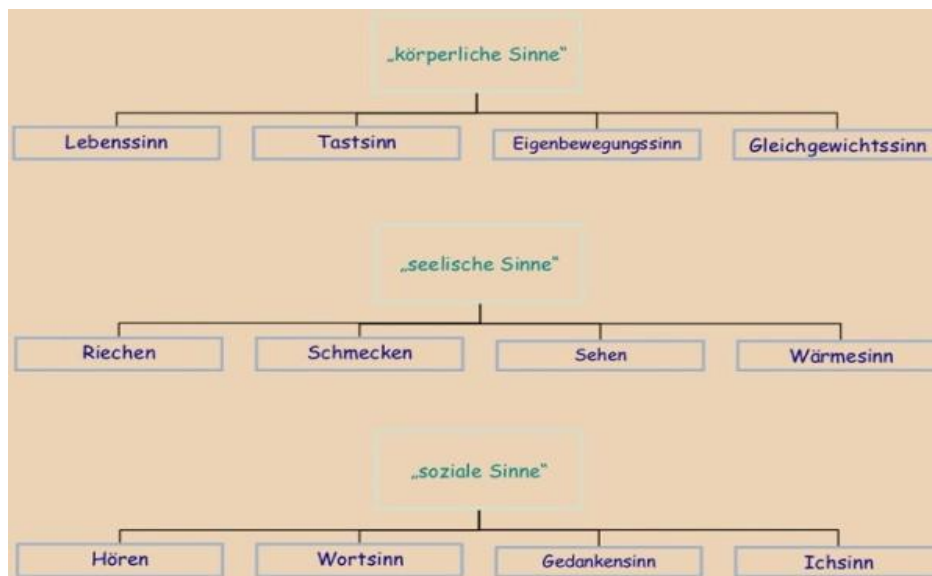 „körperliche Sinne“
Lebenssinn Tastsinn Eigenbewegungssinn Gleichgewichtssinn
„seelische Sinne“
Riechen Schmecken Sehen Wärmesinn
„soziale Sinne“
Hören Wortsinn Gedankensinn Ichsinn